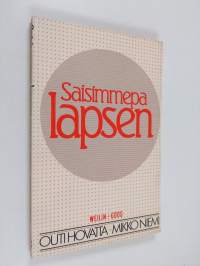 Saisimmepa
lapsen
WEILIN+GÖÖS
OUTI HOVATTA · MIKKO NIEMI